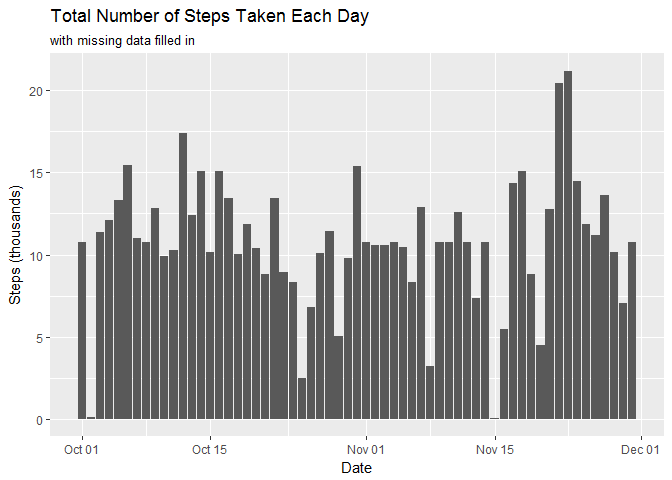 Total Number of Steps Taken Each Day
with missing data filled in
20
15
10
5
0
Steps (thousands)
Oct 01 Oct 15 Nov 01 Nov 15 Dec 01
Date